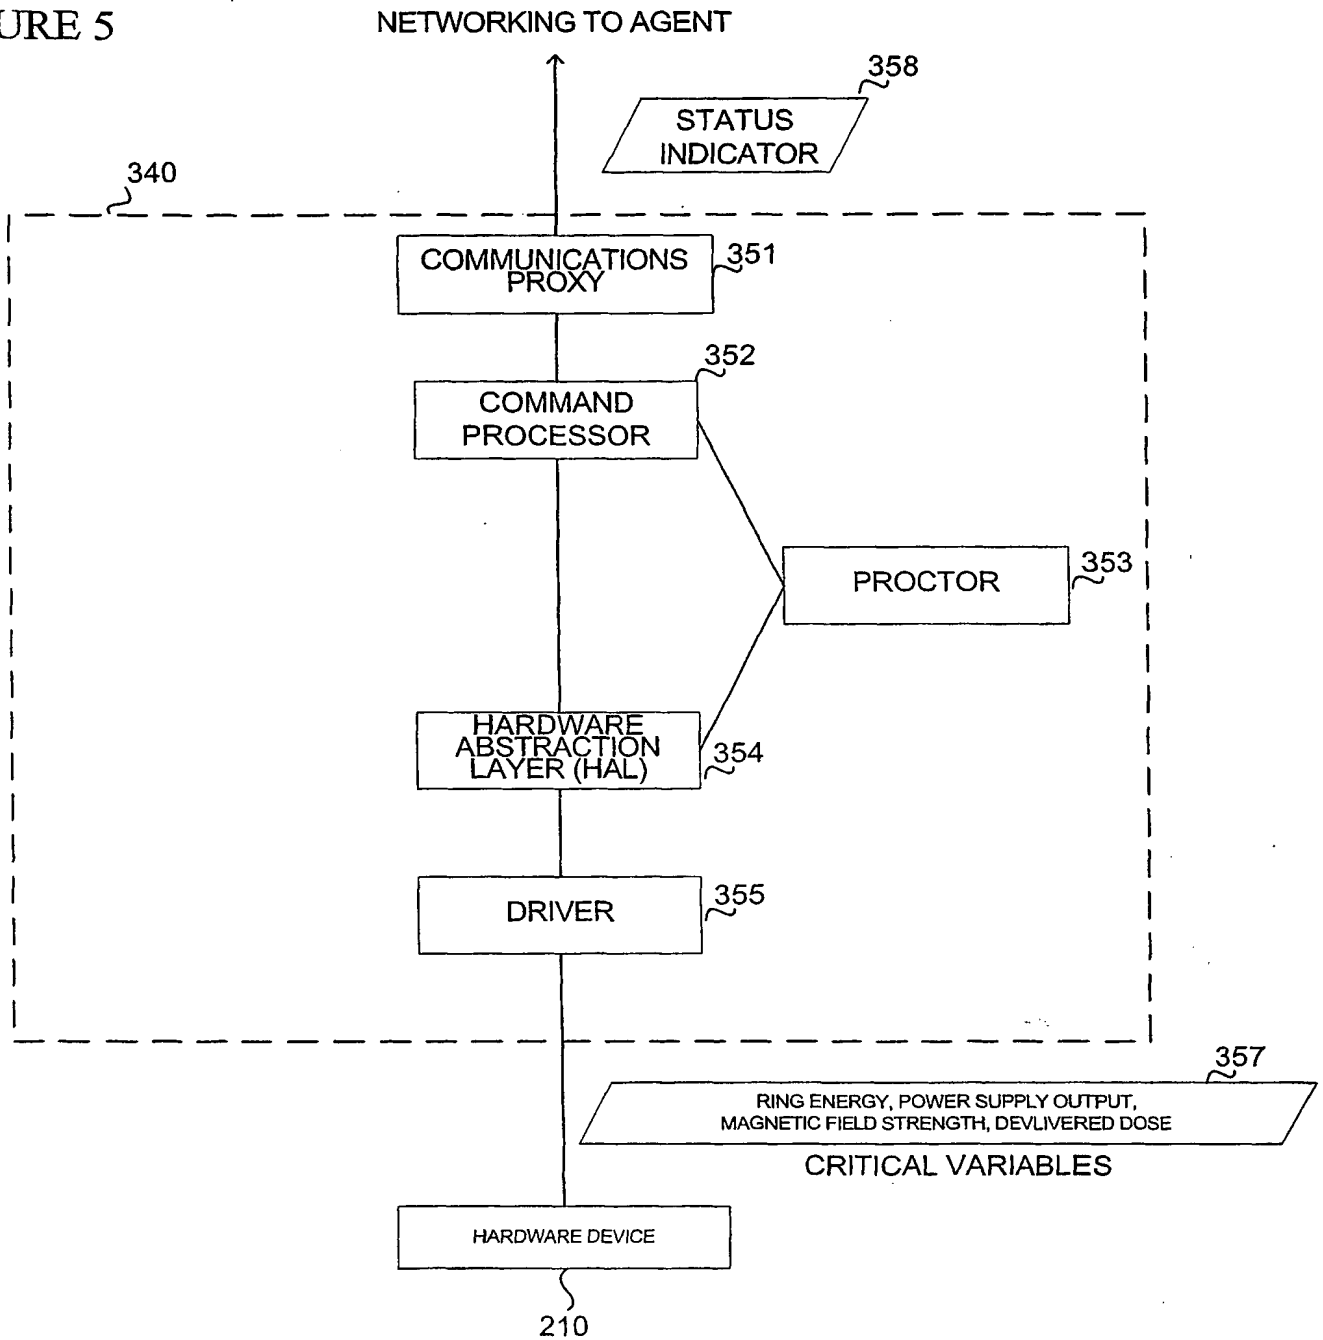 URE 5
NETWORKING TO AGENT
358
STATUS
INDICATOR
340
COMMUNICATIONS
PROXY
351
352
COMMAND
PROCESSOR
353
PROCTOR
HARDWARE
ABSTRACTION
LAYER (HAL)
354
355
DRIVER
357
RING ENERGY, POWER SUPPLY OUTPUT,
MAGNETIC FIELD STRENGTH, DEVLIVERED DOSE
CRITICAL VARIABLES
HARDWARE DEVICE
210